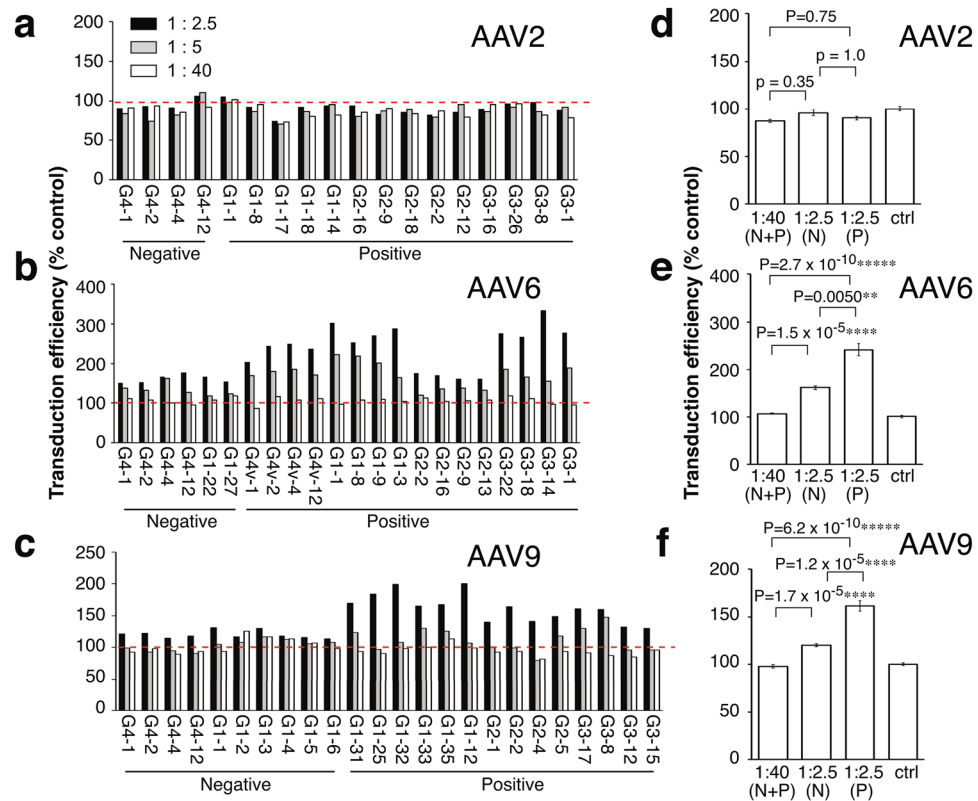 a
AAV2
1 : 2.5
1 : 5
1 : 40
200
150
100
50
0
G4-1 G4-2 G4-4 G4-12 G1-1 G1-8 G1-17 G1-18 G1-14 G2-16 G2-9 G2-18 G2-2 G2-12 G3-16 G3-26 G3-8 G3-1
Negative Positive
Transduction efficiency (% control)
b
AAV6
400
300
200
100
0
G4-1 G4-2 G4-4 G4-12 G1-22 G1-27 G4v-1 G4v-2 G4v-4 G4v-12 G1-1 G1-8 G1-9 G1-3 G2-2 G2-16 G2-9 G2-13 G3-22 G3-18 G3-14 G3-1
Negative Positive
c
AAV9
250
200
150
100
50
0
G4-1 G4-2 G4-4 G4-12 G1-1 G1-2 G1-3 G1-4 G1-5 G1-6 G1-31 G1-25 G1-32 G1-33 G1-35 G1-12 G2-1 G2-2 G2-4 G2-5 G3-17 G3-8 G3-12 G3-15
Negative Positive
d
AAV2
200
150
100
50
0
P=0.75
p = 1.0
p = 0.35
1:40 1:2.5 1:2.5 ctrl
(N+P) (N) (P)
Transduction efficiency (% control)
e
AAV6
400
300
200
100
0
P=2.7 x 10-10*****
P=0.0050**
P=1.5 x 10-5****
1:40 1:2.5 1:2.5 ctrl
(N+P) (N) (P)
f
AAV9
200
150
100
50
0
P=6.2 x 10-10*****
P=1.2 x 10-5****
P=1.7 x 10-5****
1:40 1:2.5 1:2.5 ctrl
(N+P) (N) (P)